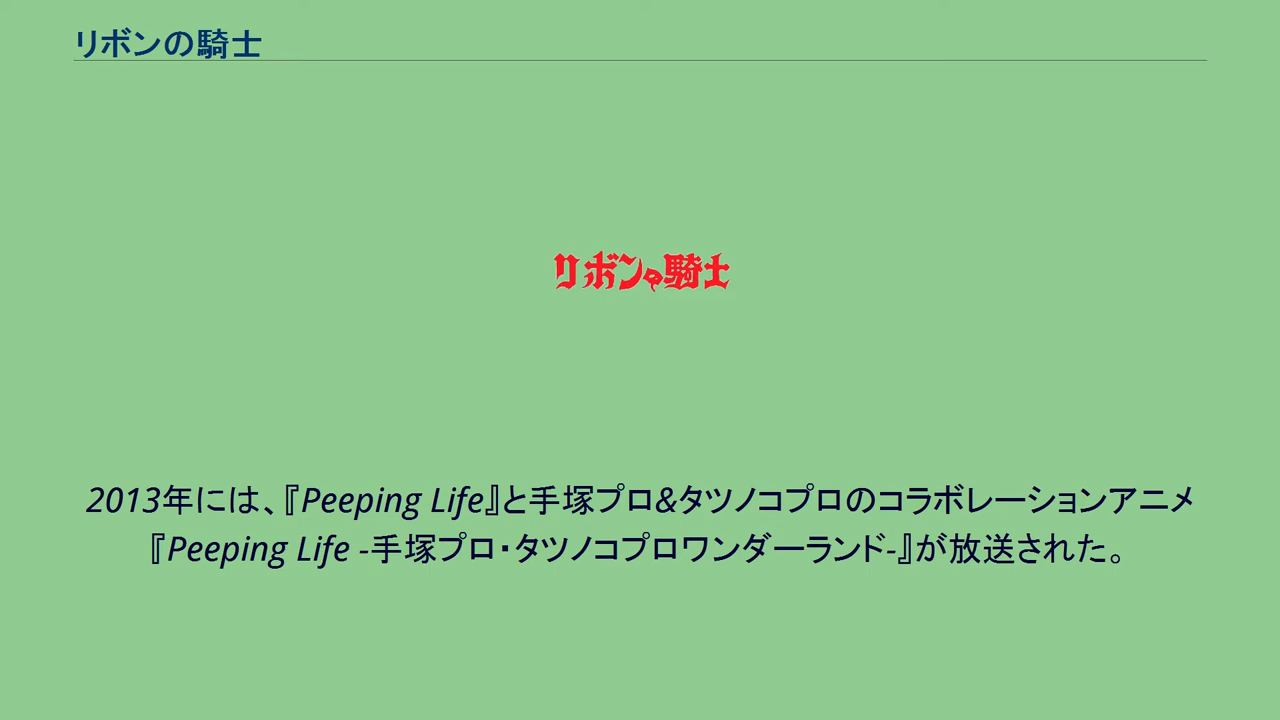 リボンの騎士
リボンの騎士
2013年には、『Peeping Life』と手塚プロ&タツノコプロのコラボレーションアニメ
『Peeping Life -手塚プロ・タツノコプロワンダーランド-』が放送された。